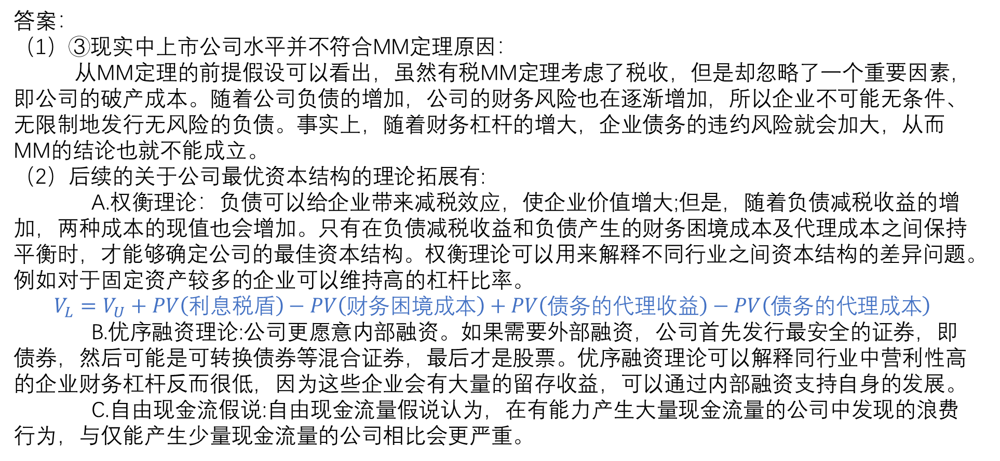 答案：
（1）③现实中上市公司水平并不符合MM定理原因：
从MM定理的前提假设可以看出，虽然有税MM定理考虑了税收，但是却忽略了一个重要因素，
即公司的破产成本。随着公司负债的增加，公司的财务风险也在逐渐增加，所以企业不可能无条件、
无限制地发行无风险的负债。事实上，随着财务杠杆的增大，企业债务的违约风险就会加大，从而
MM的结论也就不能成立。
（2）后续的关于公司最优资本结构的理论拓展有:
A.权衡理论：负债可以给企业带来减税效应，使企业价值增大;但是，随着负债减税收益的增
加，两种成本的现值也会增加。只有在负债减税收益和负债产生的财务困境成本及代理成本之间保持
平衡时，才能够确定公司的最佳资本结构。权衡理论可以用来解释不同行业之间资本结构的差异问题。
例如对于固定资产较多的企业可以维持高的杠杆比率。
V_L = V_U + PV(利息税盾) − PV(财务困境成本) + PV(债务的代理收益) − PV(债务的代理成本)
B.优序融资理论:公司更愿意内部融资。如果需要外部融资，公司首先发行最安全的证券，即
债券，然后可能是可转换债券等混合证券，最后才是股票。优序融资理论可以解释同行业中营利性高
的企业财务杠杆反而很低，因为这些企业会有大量的留存收益，可以通过内部融资支持自身的发展。
C.自由现金流假说:自由现金流量假说认为，在有能力产生大量现金流量的公司中发现的浪费
行为，与仅能产生少量现金流量的公司相比会更严重。